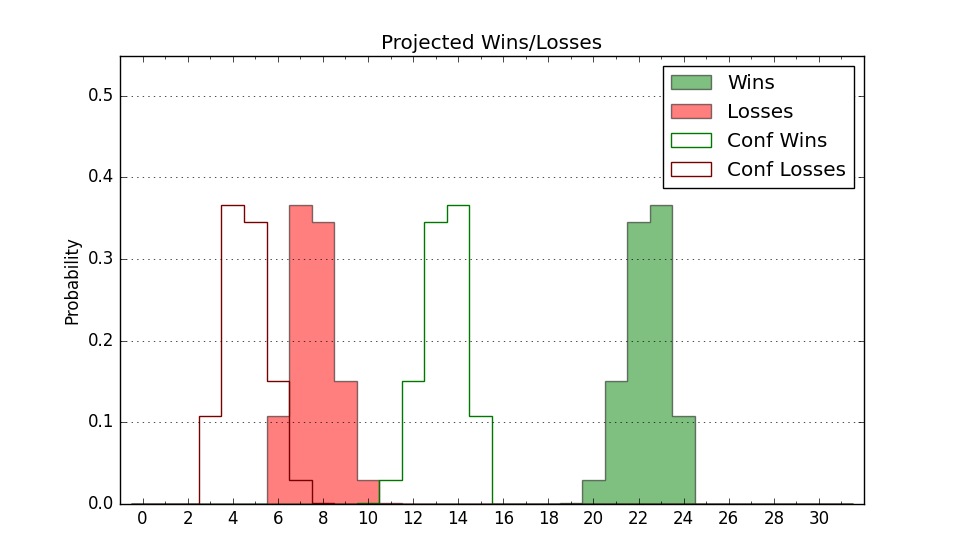 Projected Wins/Losses
Wins
Losses
Conf Wins
Conf Losses
Probability
0.5
0.4
0.3
0.2
0.1
0.0
0 2 4 6 8 10 12 14 16 18 20 22 24 26 28 30